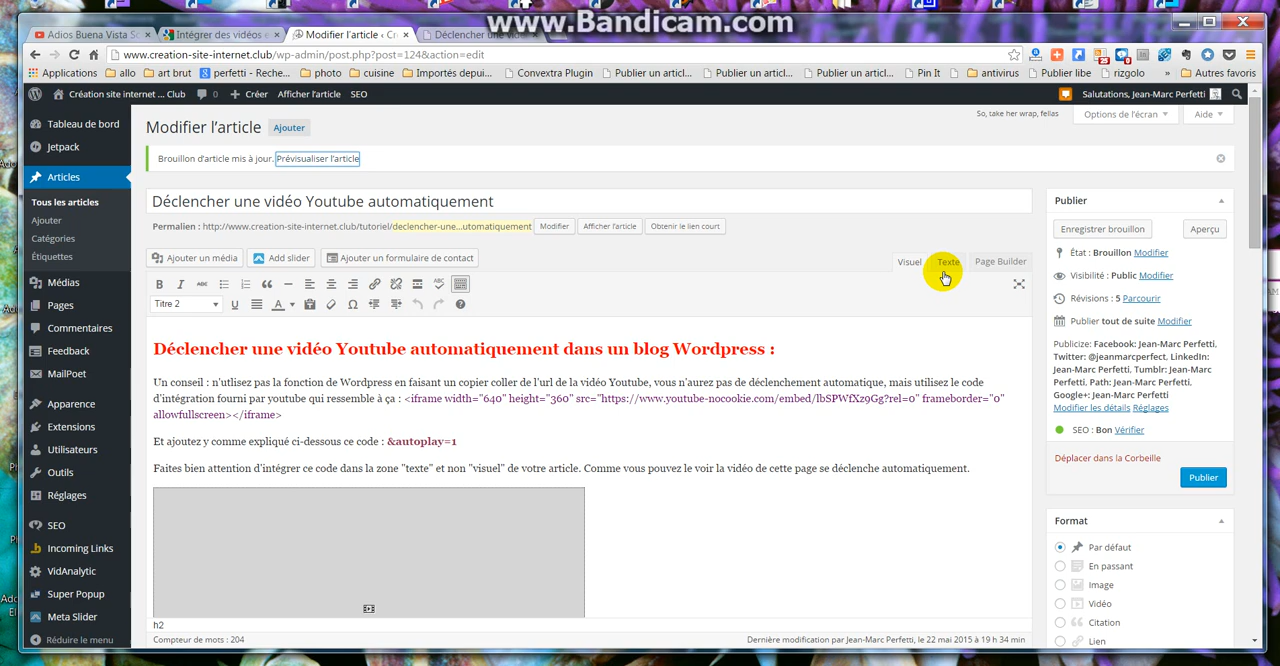 www.Bandicam.com
Adios Buena Vista So
Intégrer des vidéos e
Modifier l'article ‹ Cre
Déclencher une vid
www.creation-site-internet.club/wp-admin/post.php?post=124&action=edit
Applications allo art brut perfetti - Reche... photo cuisine Importés depui... Convextra Plugin Publier un articl... Publier un articl... Publier un articl... Pin It antivirus Publier libe rizgolo » Autres favoris
Création site internet ... Club 0 Créer Afficher l'article SEO Salutations, Jean-Marc Perfetti
So, take her wrap, fellas
Options de l'écran
Aide
Tableau de bord
Jetpack
Articles
Tous les articles
Ajouter
Catégories
Étiquettes
Médias
Pages
Commentaires
Feedback
MailPoet
Apparence
Extensions
Utilisateurs
Outils
Réglages
SEO
Incoming Links
VidAnalytic
Super Popup
Meta Slider
Réduire le menu
Modifier l'article Ajouter
Brouillon d'article mis à jour. Prévisualiser l'article
Déclencher une vidéo Youtube automatiquement
Permalien : http://www.creation-site-internet.club/tutoriel/declencher-une...utomatiquement Modifier Afficher l'article Obtenir le lien court
Ajouter un média Add slider Ajouter un formulaire de contact
Visuel Texte Page Builder
Titre 2
Déclencher une vidéo Youtube automatiquement dans un blog Wordpress :
Un conseil : n'utlisez pas la fonction de Wordpress en faisant un copier coller de l'url de la vidéo Youtube, vous n'aurez pas de déclenchement automatique, mais utilisez le code
d'intégration fourni par youtube qui ressemble à ça : <iframe width="640" height="360" src="https://www.youtube-nocookie.com/embed/lbSPWfXz9Gg?rel=0" frameborder="0"
allowfullscreen></iframe>
Et ajoutez y comme expliqué ci-dessous ce code : &autoplay=1
Faites bien attention d'intégrer ce code dans la zone "texte" et non "visuel" de votre article. Comme vous pouvez le voir la vidéo de cette page se déclenche automatiquement.
h2
Compteur de mots : 204
Dernière modification par Jean-Marc Perfetti, le 22 mai 2015 à 19 h 34 min
Publier
Enregistrer brouillon
Aperçu
État : Brouillon Modifier
Visibilité : Public Modifier
Révisions : 5 Parcourir
Publier tout de suite Modifier
Publicize: Facebook: Jean-Marc Perfetti,
Twitter: @jeanmarcperfect, LinkedIn:
Jean-Marc Perfetti, Tumblr: Jean-Marc
Perfetti, Path: Jean-Marc Perfetti,
Google+: Jean-Marc Perfetti
Modifier les détails Réglages
SEO : Bon Vérifier
Déplacer dans la Corbeille
Publier
Format
Par défaut
En passant
Image
Vidéo
Citation
Lien